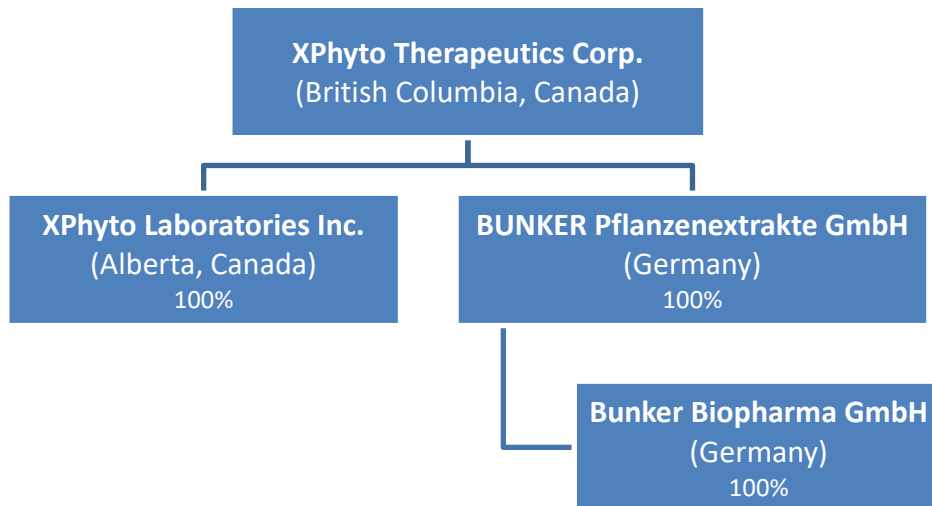 XPhyto Therapeutics Corp.
(British Columbia, Canada)
XPhyto Laboratories Inc.
(Alberta, Canada)
100%
BUNKER Pflanzenextrakte GmbH
(Germany)
100%
Bunker Biopharma GmbH
(Germany)
100%